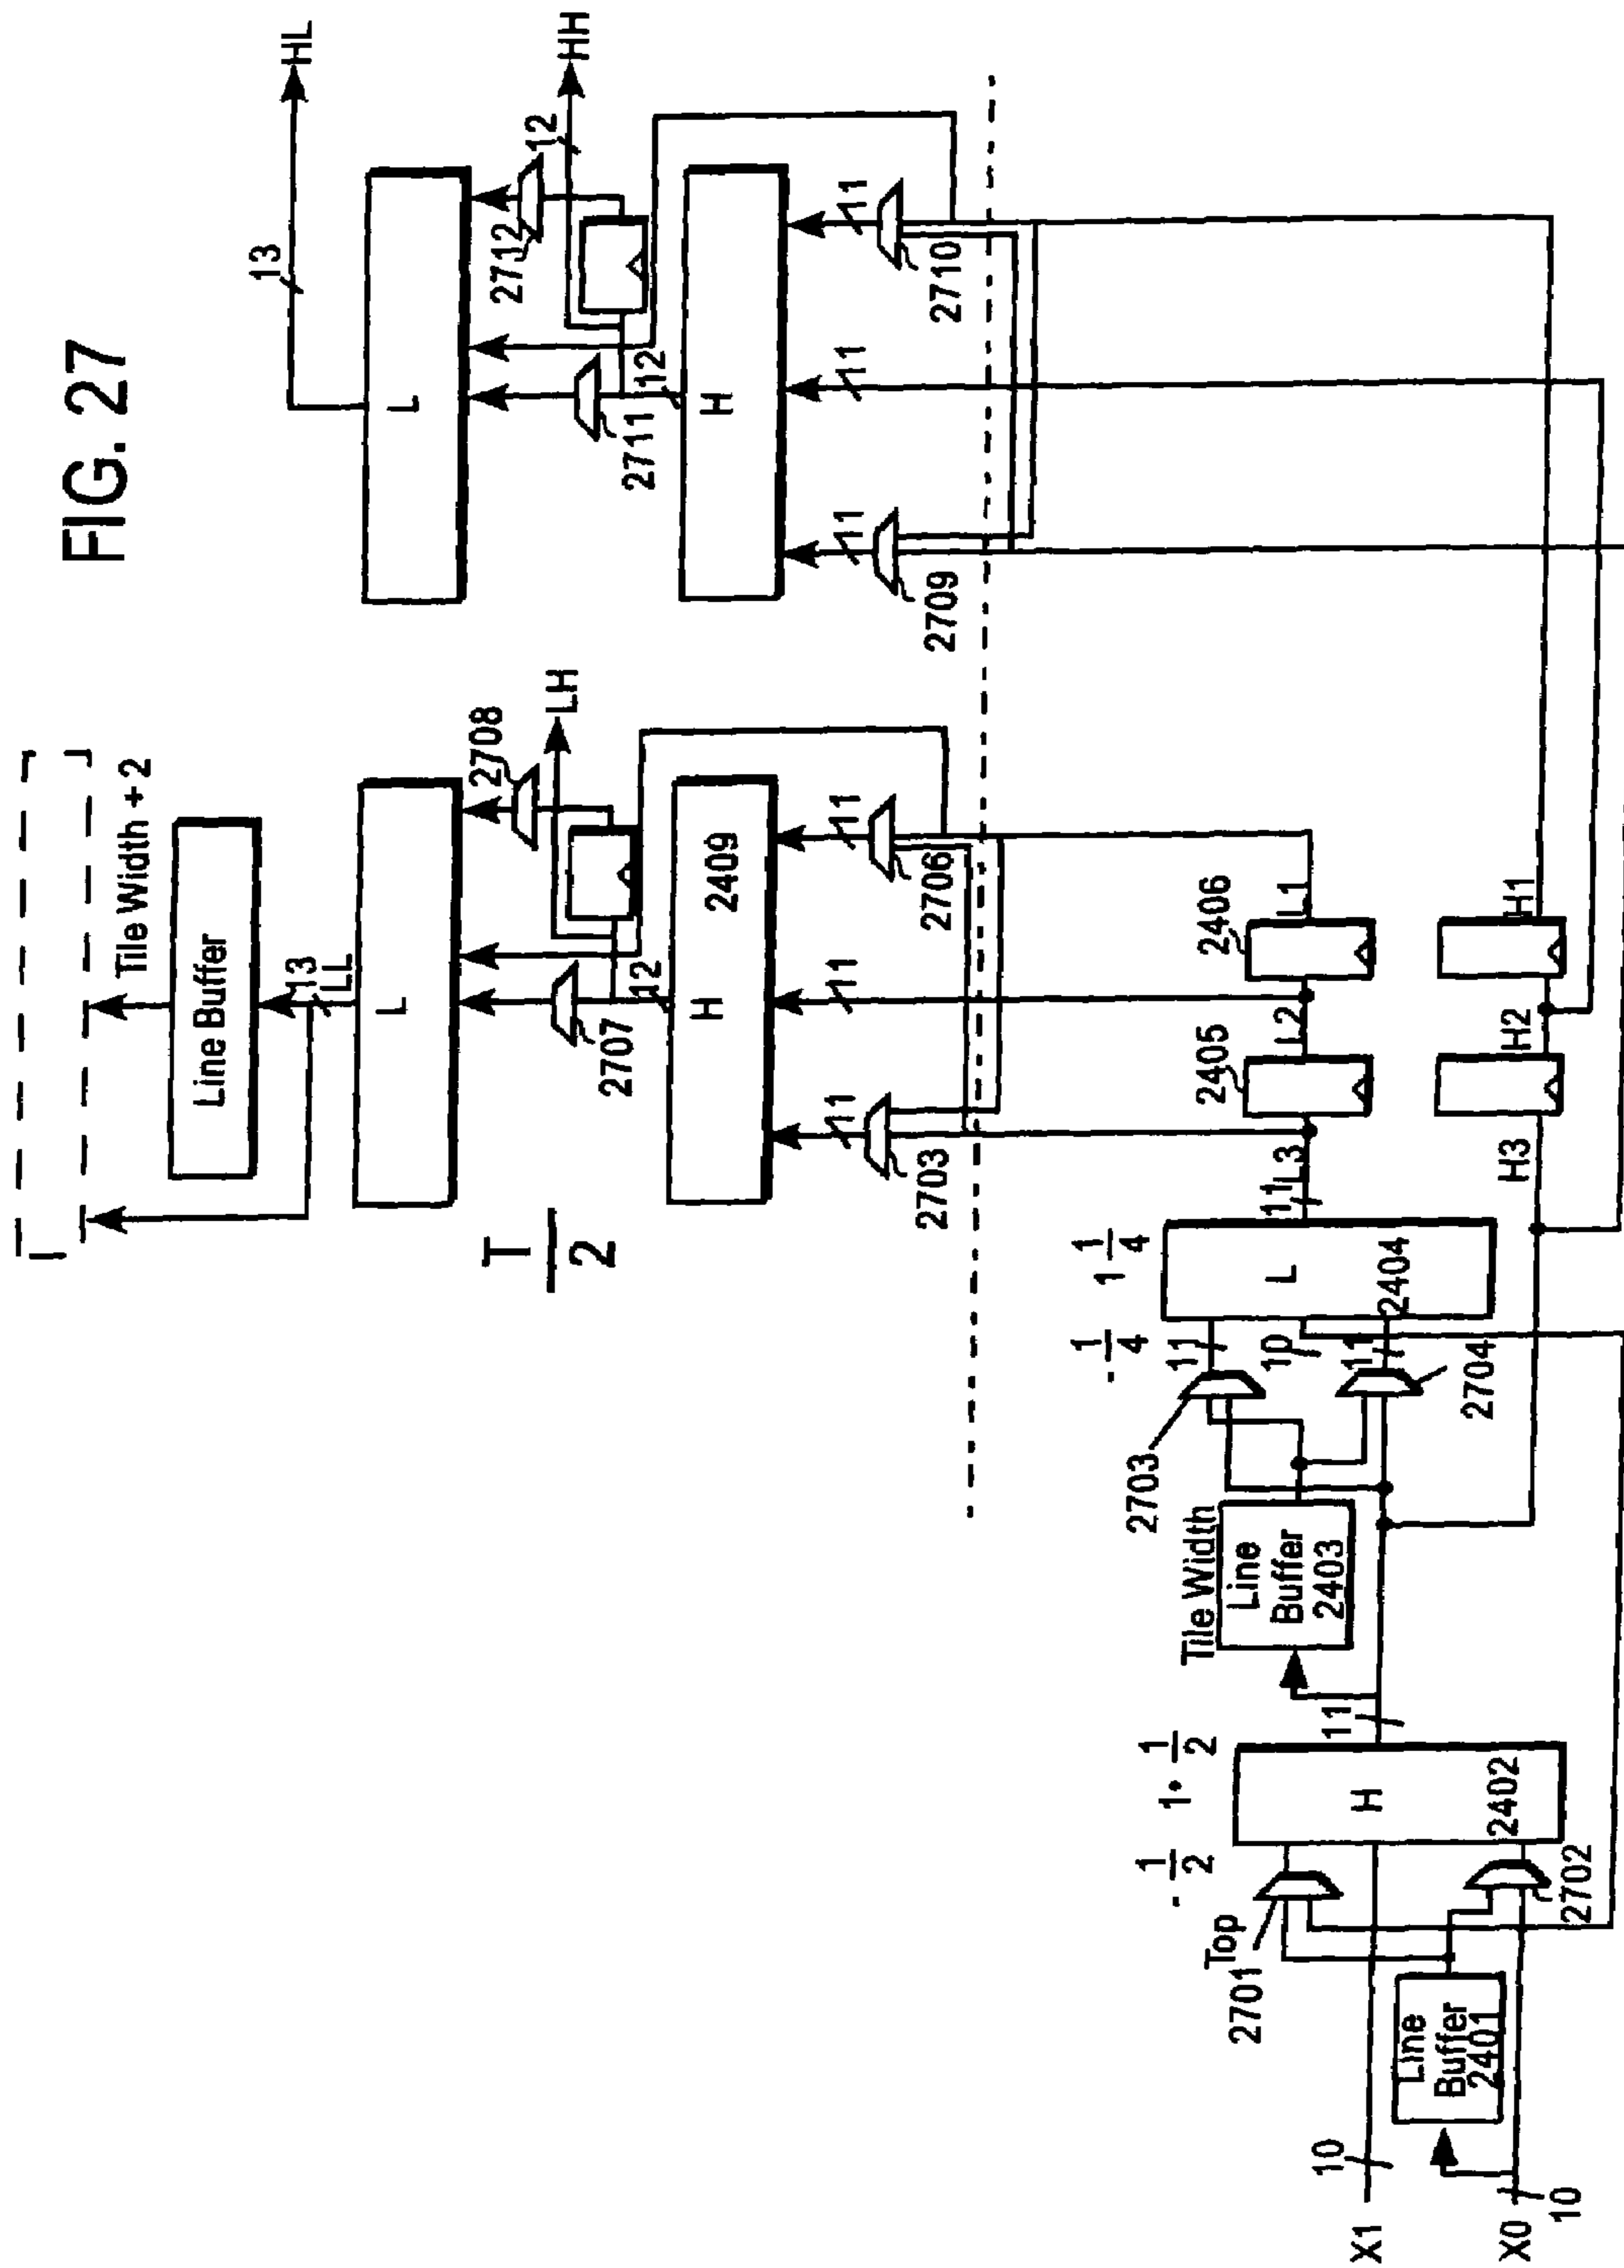 FIG. 27
Tile Width + 2
Line Buffer
13
LL
L
2707
2708
LH
12
H
2409
11
11
11
2703
2706
T
2
13
HL
L
2711
2712
12
HH
12
H
11
11
11
2709
2710
X1
10
X0
10
Line
Buffer
2401
Top
2701
2702
- 1/2
1 • 1/2
H
2402
11
Tile Width
Line
Buffer
2403
2703
2704
- 1/4
1 1/4
11
10
11
L
2404
11
L3
2405
L2
2406
L1
H3
H2
H1